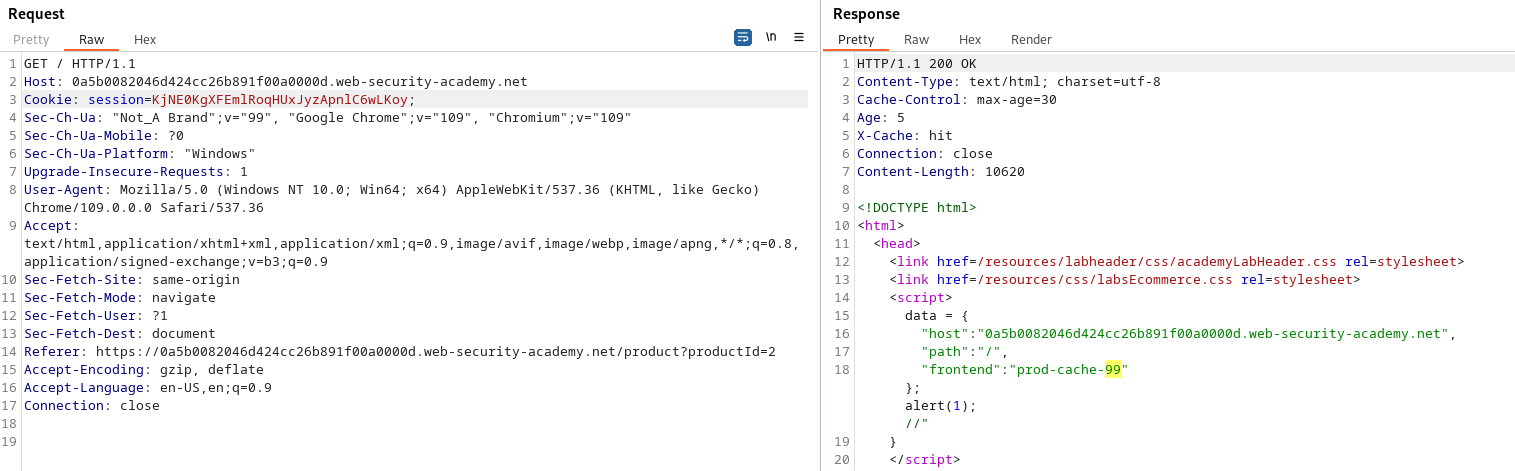 Request
Pretty Raw Hex \n ≡
1 GET / HTTP/1.1
2 Host: 0a5b0082046d424cc26b891f00a0000d.web-security-academy.net
3 Cookie: session=KjNE0KgXFEmlRoqHUxJyzApnlC6wLKoy;
4 Sec-Ch-Ua: "Not_A Brand";v="99", "Google Chrome";v="109", "Chromium";v="109"
5 Sec-Ch-Ua-Mobile: ?0
6 Sec-Ch-Ua-Platform: "Windows"
7 Upgrade-Insecure-Requests: 1
8 User-Agent: Mozilla/5.0 (Windows NT 10.0; Win64; x64) AppleWebKit/537.36 (KHTML, like Gecko)
Chrome/109.0.0.0 Safari/537.36
9 Accept:
text/html,application/xhtml+xml,application/xml;q=0.9,image/avif,image/webp,image/apng,*/*;q=0.8,
application/signed-exchange;v=b3;q=0.9
10 Sec-Fetch-Site: same-origin
11 Sec-Fetch-Mode: navigate
12 Sec-Fetch-User: ?1
13 Sec-Fetch-Dest: document
14 Referer: https://0a5b0082046d424cc26b891f00a0000d.web-security-academy.net/product?productId=2
15 Accept-Encoding: gzip, deflate
16 Accept-Language: en-US,en;q=0.9
17 Connection: close
18
19
Response
Pretty Raw Hex Render
1 HTTP/1.1 200 OK
2 Content-Type: text/html; charset=utf-8
3 Cache-Control: max-age=30
4 Age: 5
5 X-Cache: hit
6 Connection: close
7 Content-Length: 10620
8
9 <!DOCTYPE html>
10 <html>
11 <head>
12 <link href=/resources/labheader/css/academyLabHeader.css rel=stylesheet>
13 <link href=/resources/css/labsEcommerce.css rel=stylesheet>
14 <script>
15 data = {
16 "host":"0a5b0082046d424cc26b891f00a0000d.web-security-academy.net",
17 "path":"/",
18 "frontend":"prod-cache-99"
};
alert(1);
//"
19 }
20 </script>